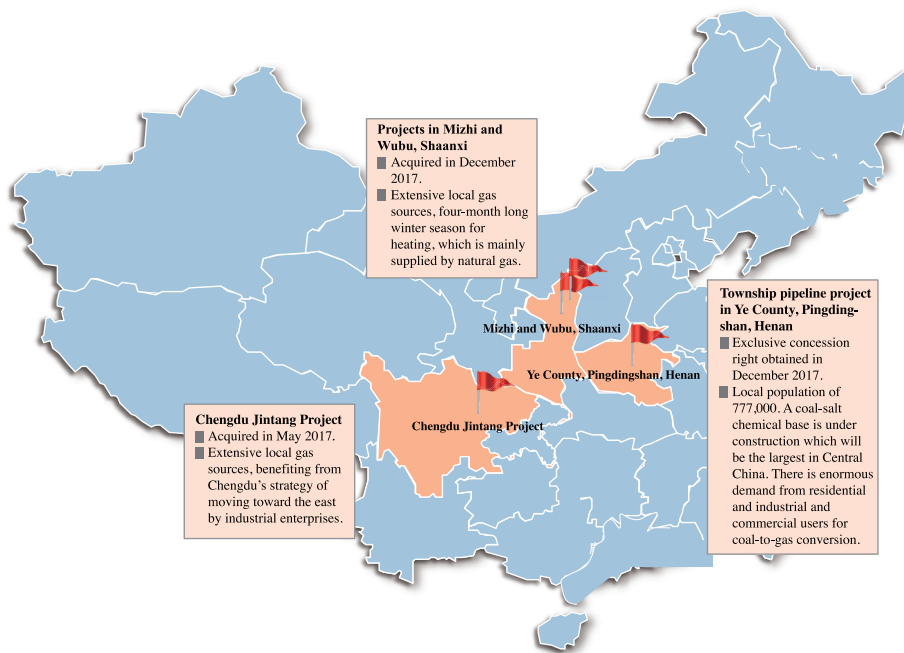 Projects in Mizhi and
Wubu, Shaanxi
Acquired in December
2017.
Extensive local gas
sources, four-month long
winter season for
heating, which is mainly
supplied by natural gas.
Mizhi and Wubu, Shaanxi
Township pipeline project
in Ye County, Pingding-
shan, Henan
Exclusive concession
right obtained in
December 2017.
Local population of
777,000. A coal-salt
chemical base is under
construction which will
be the largest in Central
China. There is enormous
demand from residential
and industrial and
commercial users for
coal-to-gas conversion.
Ye County, Pingdingshan, Henan
Chengdu Jintang Project
Chengdu Jintang Project
Acquired in May 2017.
Extensive local gas
sources, benefiting from
Chengdu’s strategy of
moving toward the east
by industrial enterprises.